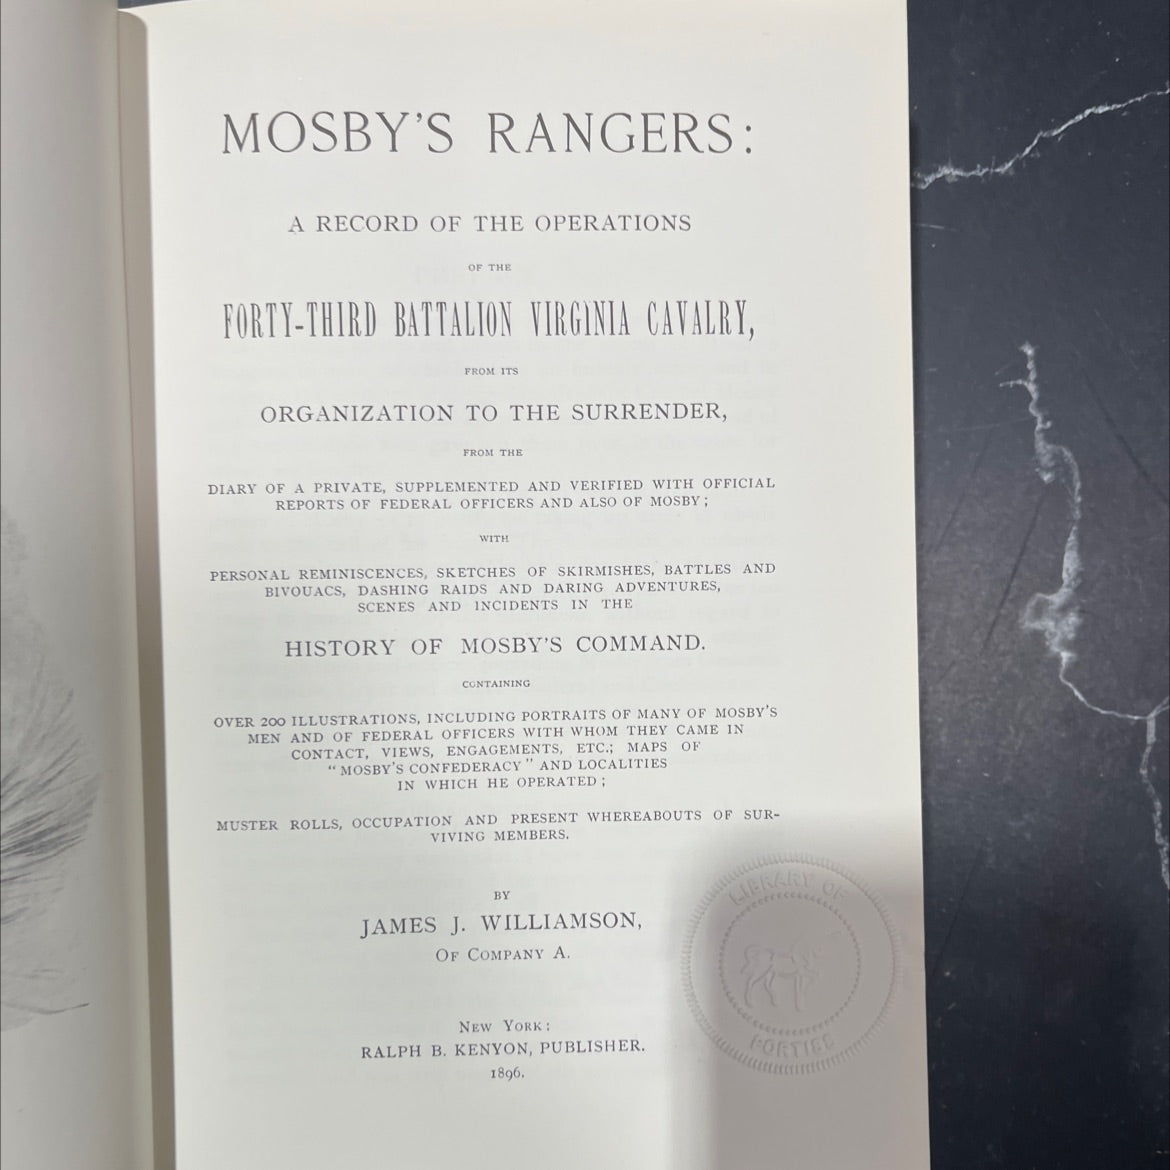 MOSBY'S RANGERS:
A RECORD OF THE OPERATIONS
OF THE
FORTY-THIRD BATTALION VIRGINIA CAVALRY,
FROM ITS
ORGANIZATION TO THE SURRENDER,
FROM THE
DIARY OF A PRIVATE, SUPPLEMENTED AND VERIFIED WITH OFFICIAL
REPORTS OF FEDERAL OFFICERS AND ALSO OF MOSBY;
WITH
PERSONAL REMINISCENCES, SKETCHES OF SKIRMISHES, BATTLES AND
BIVOUACS, DASHING RAIDS AND DARING ADVENTURES,
SCENES AND INCIDENTS IN THE
HISTORY OF MOSBY'S COMMAND.
CONTAINING
OVER 200 ILLUSTRATIONS, INCLUDING PORTRAITS OF MANY OF MOSBY'S
MEN AND OF FEDERAL OFFICERS WITH WHOM THEY CAME IN
CONTACT, VIEWS, ENGAGEMENTS, ETC.; MAPS OF
"MOSBY'S CONFEDERACY" AND LOCALITIES
IN WHICH HE OPERATED;
MUSTER ROLLS, OCCUPATION AND PRESENT WHEREABOUTS OF SUR-
VIVING MEMBERS.
BY
JAMES J. WILLIAMSON,
OF COMPANY A.
NEW YORK:
RALPH B. KENYON, PUBLISHER.
1896.
LIBRARY OF